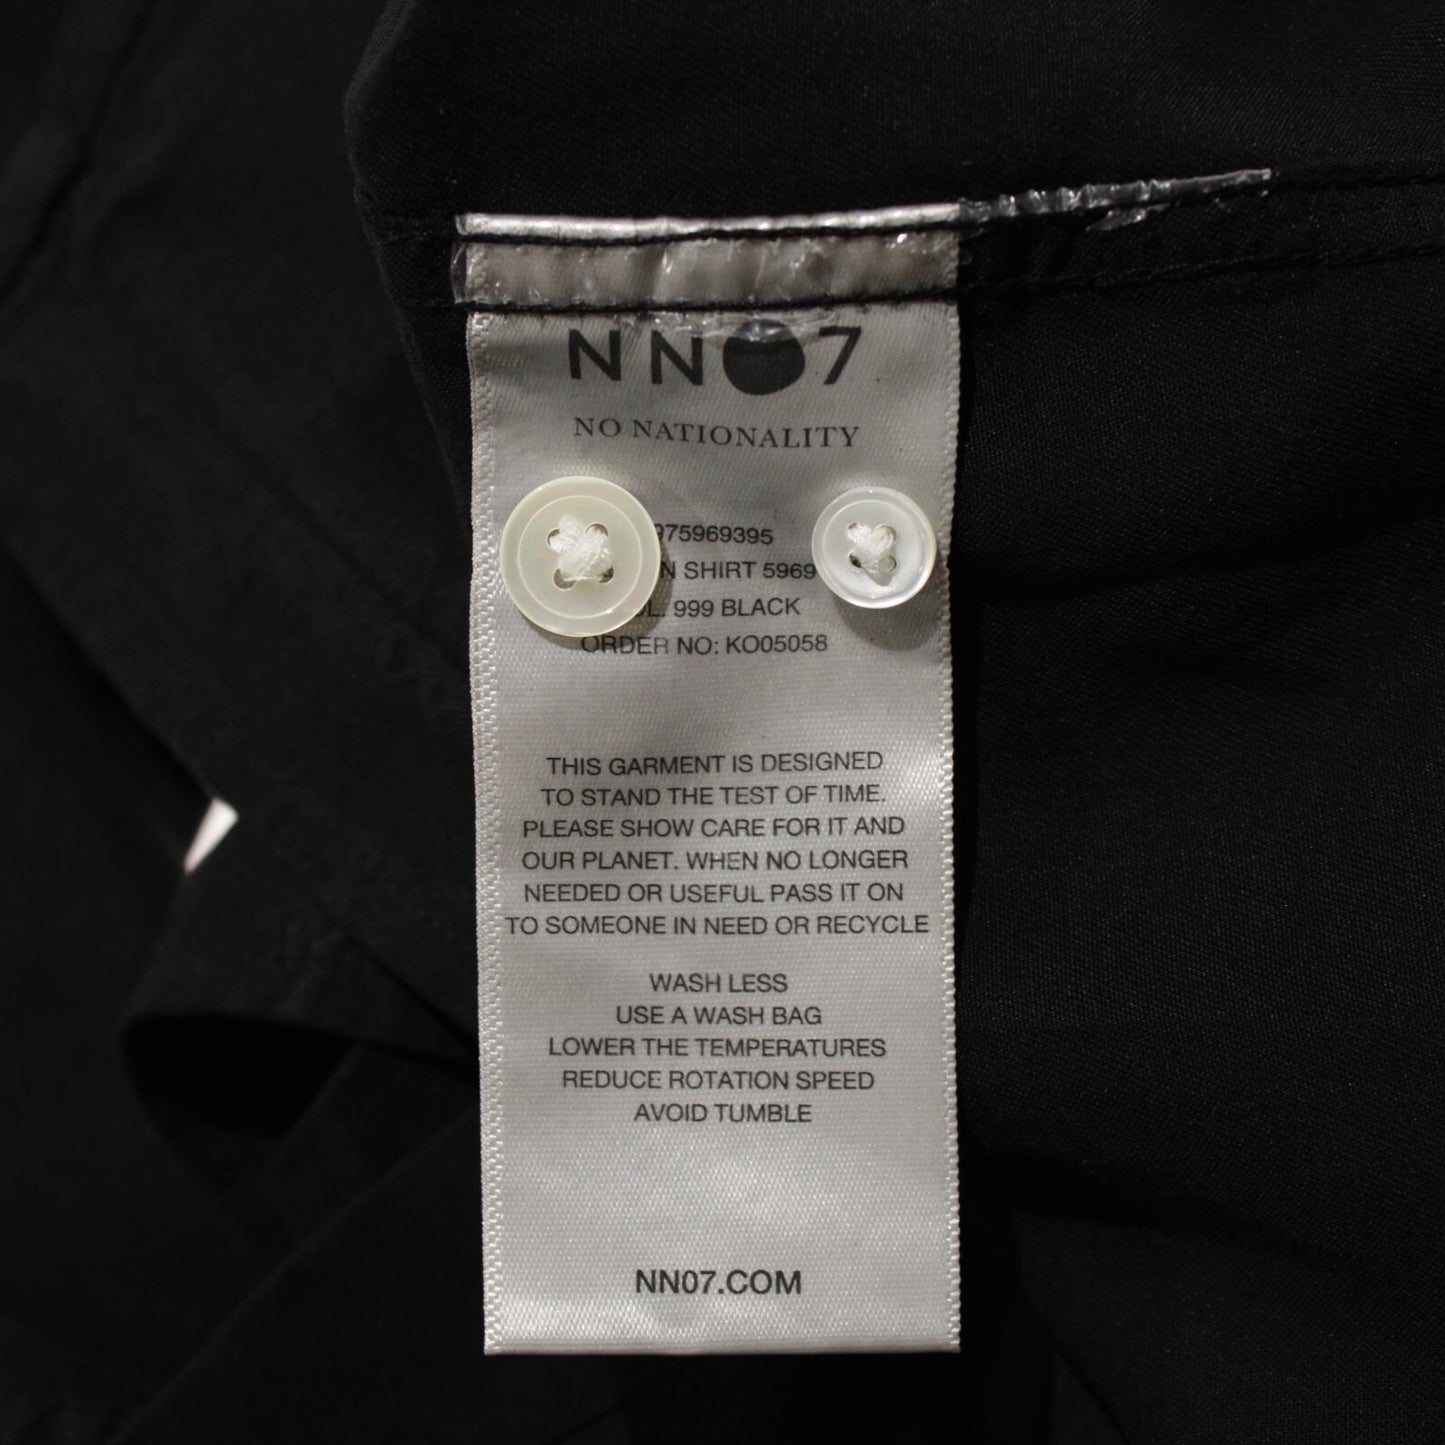 NN07
NO NATIONALITY
975969395
SHIRT 5969
999 BLACK
ORDER NO: KO05058
THIS GARMENT IS DESIGNED
TO STAND THE TEST OF TIME.
PLEASE SHOW CARE FOR IT AND
OUR PLANET. WHEN NO LONGER
NEEDED OR USEFUL PASS IT ON
TO SOMEONE IN NEED OR RECYCLE
WASH LESS
USE A WASH BAG
LOWER THE TEMPERATURES
REDUCE ROTATION SPEED
AVOID TUMBLE
NN07.COM